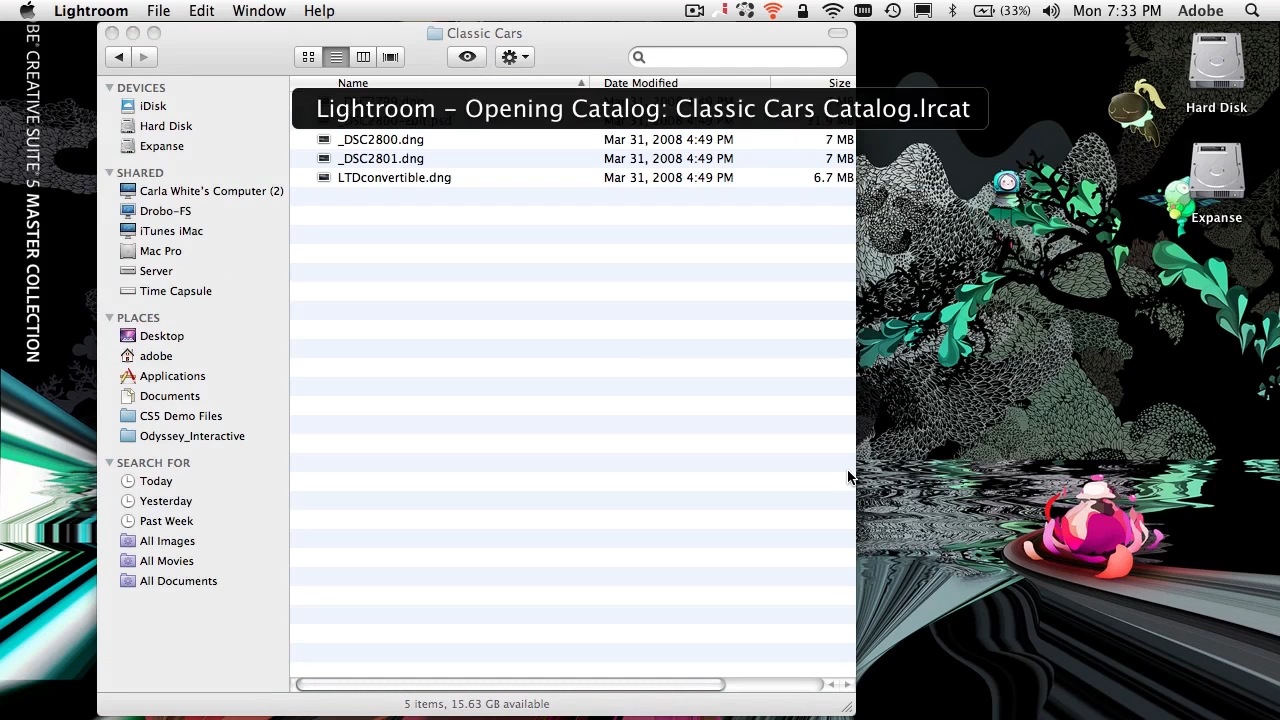 Lightroom File Edit Window Help (33%) Mon 7:33 PM Adobe
BE® CREATIVE SUITE® 5 MASTER COLLECTION
Classic Cars
Name Date Modified Size
Lightroom – Opening Catalog: Classic Cars Catalog.lrcat
_DSC2800.dng Mar 31, 2008 4:49 PM 7 MB
_DSC2801.dng Mar 31, 2008 4:49 PM 7 MB
LTDconvertible.dng Mar 31, 2008 4:49 PM 6.7 MB
DEVICES
iDisk
Hard Disk
Expanse
SHARED
Carla White's Computer (2)
Drobo-FS
iTunes iMac
Mac Pro
Server
Time Capsule
PLACES
Desktop
adobe
Applications
Documents
CS5 Demo Files
Odyssey_Interactive
SEARCH FOR
Today
Yesterday
Past Week
All Images
All Movies
All Documents
5 items, 15.63 GB available
Hard Disk
Expanse